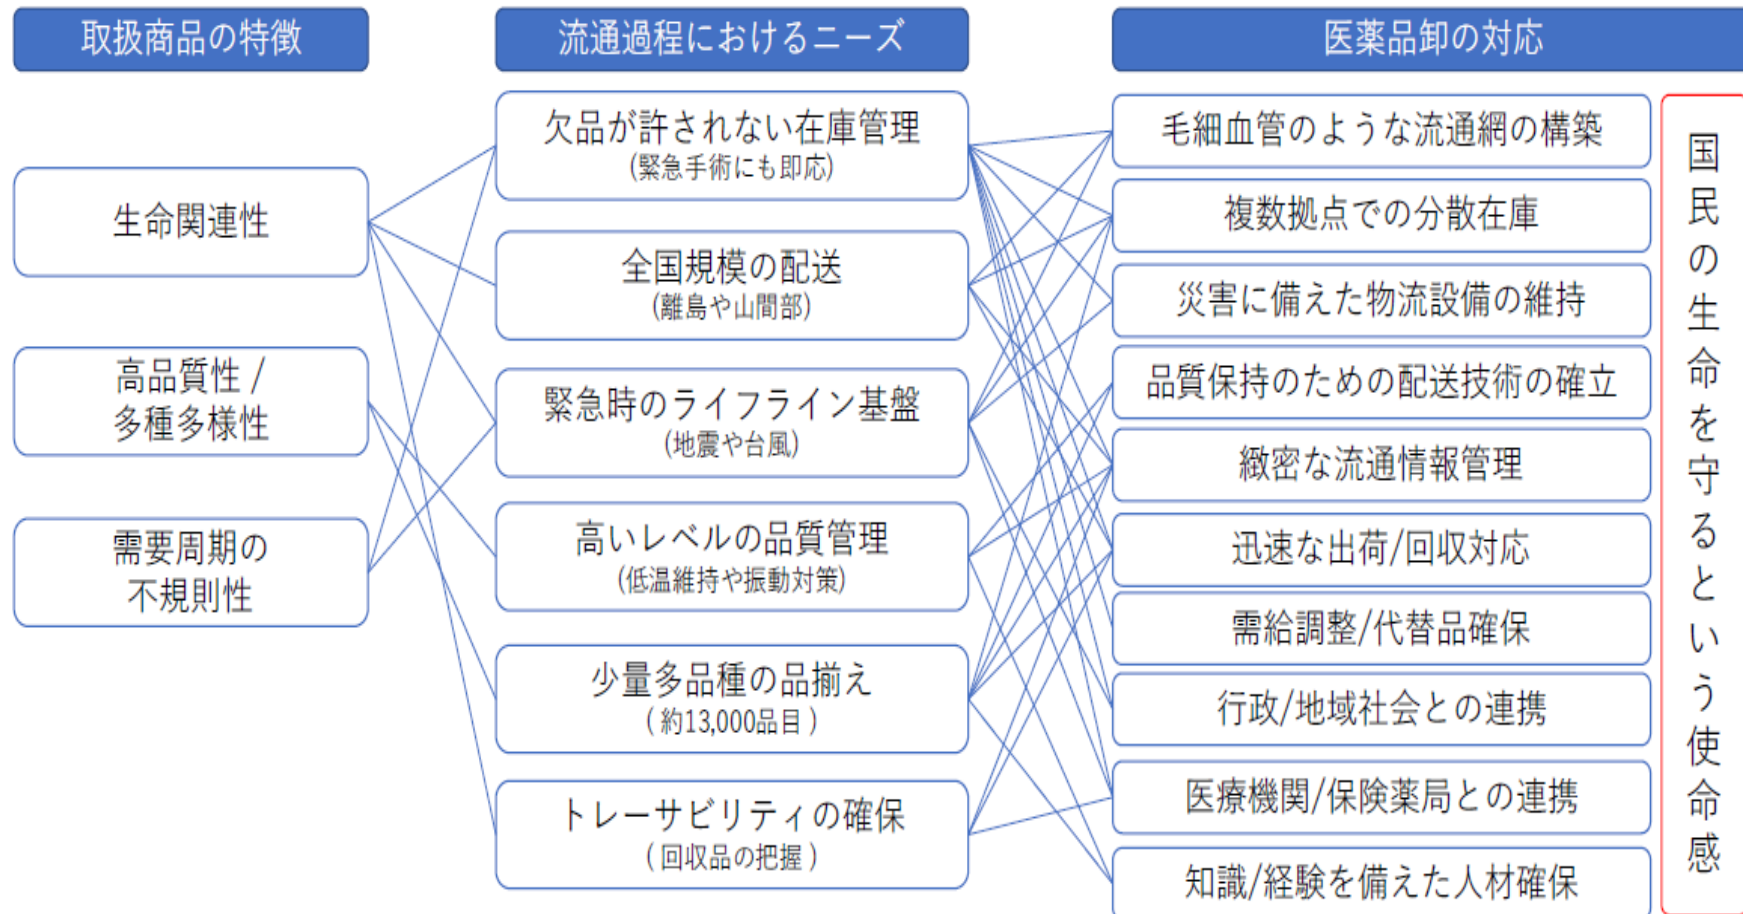 取扱商品の特徴
流通過程におけるニーズ
医薬品卸の対応
生命関連性
高品質性 /
多種多様性
需要周期の
不規則性
欠品が許されない在庫管理
(緊急手術にも即応)
全国規模の配送
(離島や山間部)
緊急時のライフライン基盤
(地震や台風)
高いレベルの品質管理
(低温維持や振動対策)
少量多品種の品揃え
( 約13,000品目 )
トレーサビリティの確保
( 回収品の把握 )
毛細血管のような流通網の構築
複数拠点での分散在庫
災害に備えた物流設備の維持
品質保持のための配送技術の確立
緻密な流通情報管理
迅速な出荷/回収対応
需給調整/代替品確保
行政/地域社会との連携
医療機関/保険薬局との連携
知識/経験を備えた人材確保
国民の生命を守るという使命感